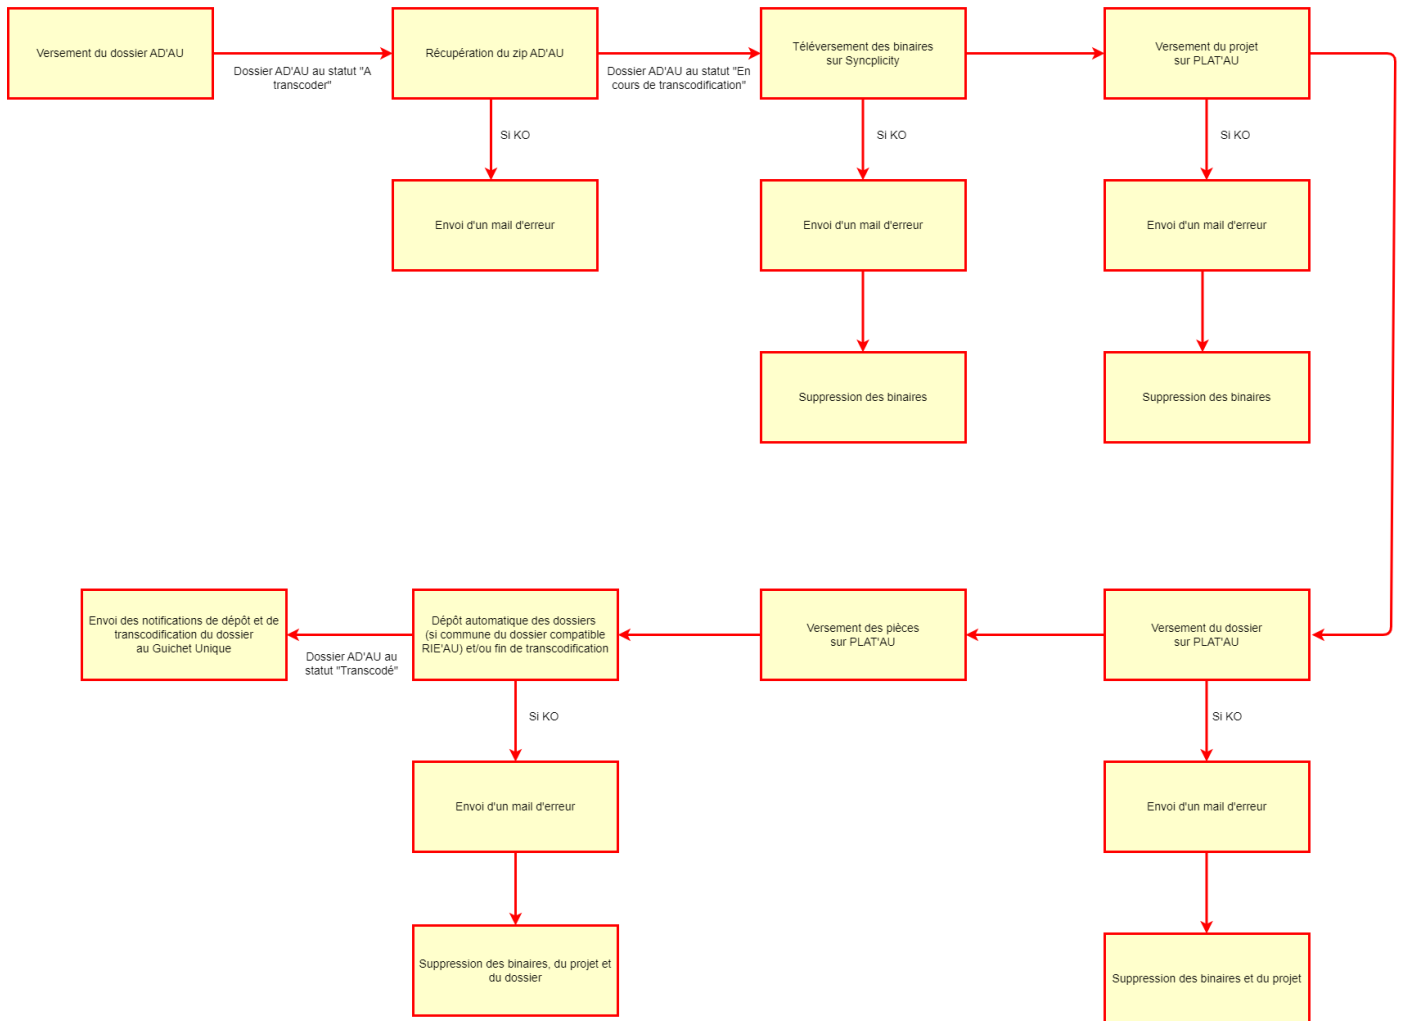 Versement du dossier AD'AU
Dossier AD'AU au statut "A
transcoder"
Récupération du zip AD'AU
Dossier AD'AU au statut "En
cours de transcodification"
Téléversement des binaires
sur Syncplicity
Versement du projet
sur PLAT'AU
Si KO
Si KO
Si KO
Envoi d'un mail d'erreur
Envoi d'un mail d'erreur
Envoi d'un mail d'erreur
Suppression des binaires
Suppression des binaires
Envoi des notifications de dépôt et de
transcodification du dossier
au Guichet Unique
Dossier AD'AU au
statut "Transcodé"
Dépôt automatique des dossiers
(si commune du dossier compatible
RIE'AU) et/ou fin de transcodification
Versement des pièces
sur PLAT'AU
Versement du dossier
sur PLAT'AU
Si KO
Si KO
Envoi d'un mail d'erreur
Envoi d'un mail d'erreur
Suppression des binaires, du projet et
du dossier
Suppression des binaires et du projet